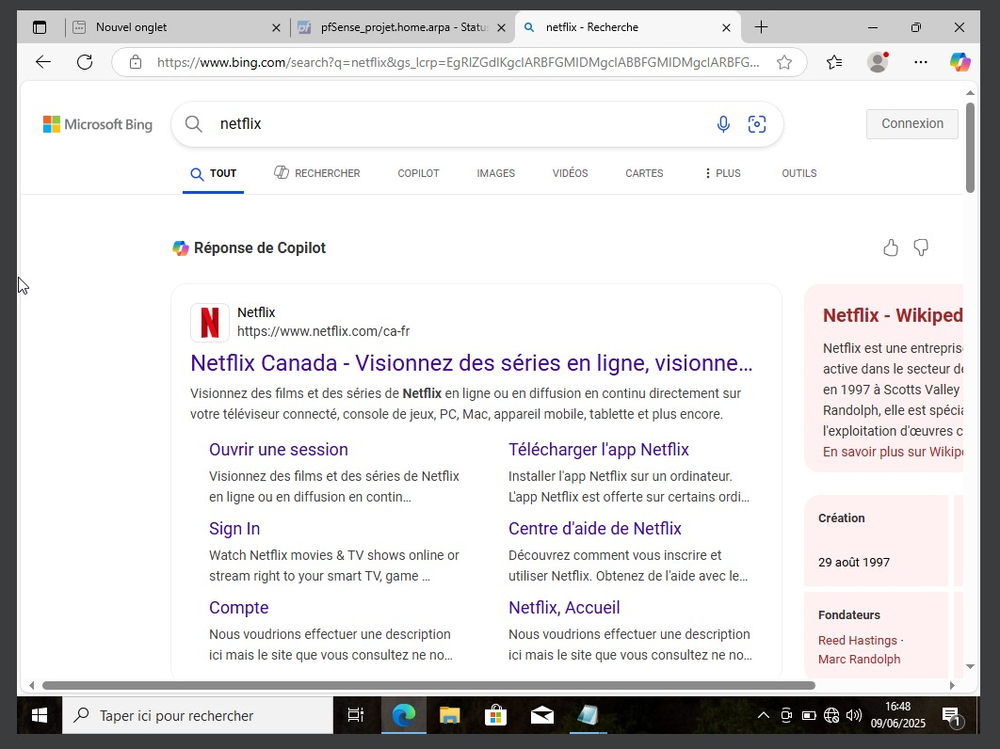 Nouvel onglet
pfSense_projet.home.arpa - Status
netflix - Recherche
https://www.bing.com/search?q=netflix&gs_lcrp=EgRlZGdlKgclARBFGMIDMgclABBFGMIDMgclARBFG...
Microsoft Bing
netflix
Connexion
TOUT
RECHERCHER
COPILOT
IMAGES
VIDÉOS
CARTES
PLUS
OUTILS
Réponse de Copilot
Netflix
https://www.netflix.com/ca-fr
Netflix Canada - Visionnez des séries en ligne, visionne...
Visionnez des films et des séries de Netflix en ligne ou en diffusion en continu directement sur
votre téléviseur connecté, console de jeux, PC, Mac, appareil mobile, tablette et plus encore.
Ouvrir une session
Visionnez des films et des séries de Netflix
en ligne ou en diffusion en contin...
Télécharger l'app Netflix
Installer l'app Netflix sur un ordinateur.
L'app Netflix est offerte sur certains ordi...
Sign In
Watch Netflix movies & TV shows online or
stream right to your smart TV, game ...
Centre d'aide de Netflix
Découvrez comment vous inscrire et
utiliser Netflix. Obtenez de l'aide avec le...
Compte
Nous voudrions effectuer une description
ici mais le site que vous consultez ne no...
Netflix, Accueil
Nous voudrions effectuer une description
ici mais le site que vous consultez ne no...
Netflix - Wikiped
Netflix est une entreprise
active dans le secteur de
en 1997 à Scotts Valley
Randolph, elle est spécia
l'exploitation d'œuvres c
En savoir plus sur Wikipe
Création
29 août 1997
Fondateurs
Reed Hastings ·
Marc Randolph
Taper ici pour rechercher
16:48
09/06/2025
1